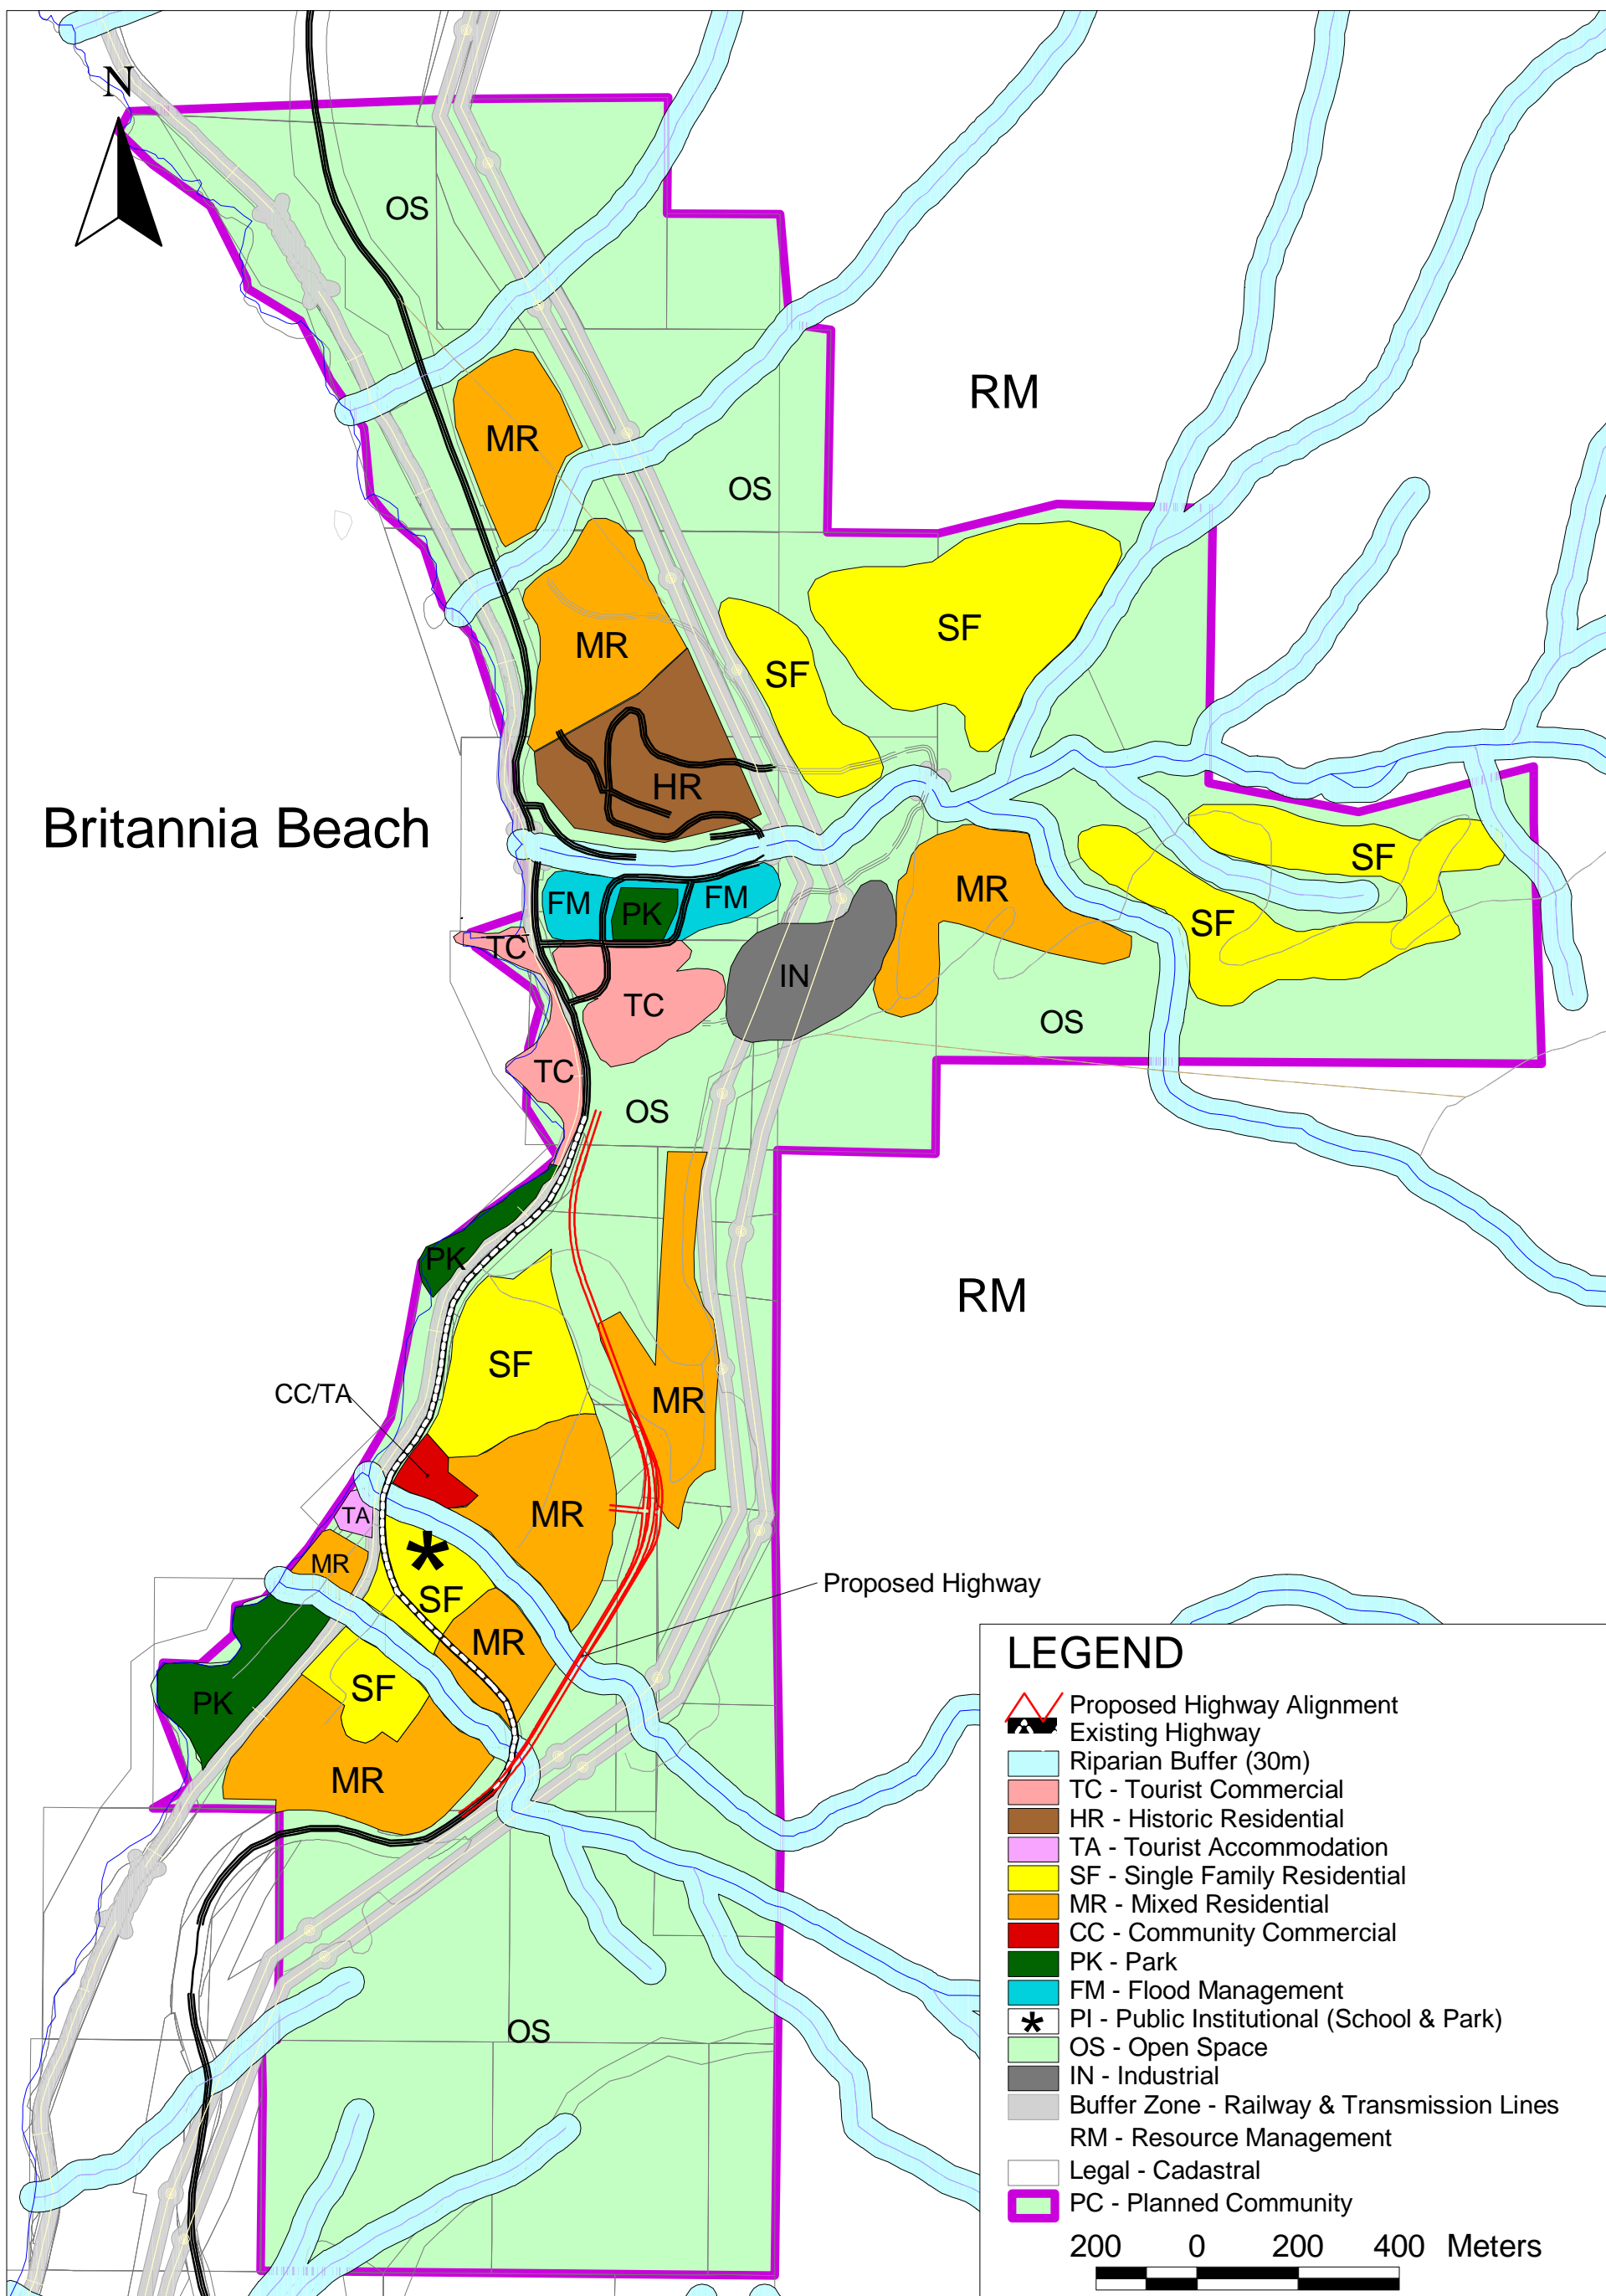 N
OS
RM
MR
OS
SF
MR
SF
HR
Britannia Beach
SF
MR
FM
FM
PK
SF
TC
IN
TC
OS
TC
OS
PK
RM
SF
CC/TA
MR
MR
TA
MR
Proposed Highway
SF
MR
SF
PK
MR
OS
LEGEND
Proposed Highway Alignment
Existing Highway
Riparian Buffer (30m)
TC - Tourist Commercial
HR - Historic Residential
TA - Tourist Accommodation
SF - Single Family Residential
MR - Mixed Residential
CC - Community Commercial
PK - Park
FM - Flood Management
PI - Public Institutional (School & Park)
OS - Open Space
IN - Industrial
Buffer Zone - Railway & Transmission Lines
RM - Resource Management
Legal - Cadastral
PC - Planned Community
200 0 200 400 Meters